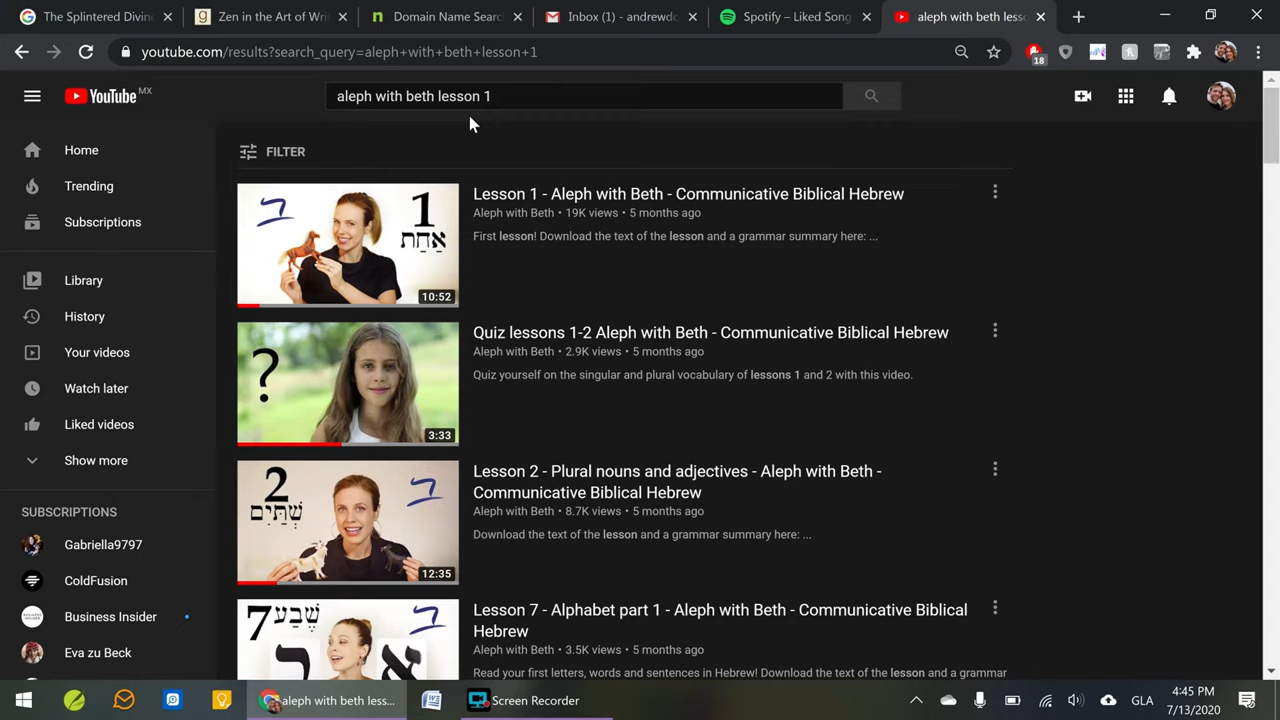 The Splintered Divine
Zen in the Art of Wri
Domain Name Searc
Inbox (1) - andrewdo
Spotify – Liked Song
aleph with beth lesso
youtube.com/results?search_query=aleph+with+beth+lesson+1
18
YouTube MX
aleph with beth lesson 1
Home
Trending
Subscriptions
Library
History
Your videos
Watch later
Liked videos
Show more
SUBSCRIPTIONS
Gabriella9797
ColdFusion
Business Insider
Eva zu Beck
FILTER
ב
1
אַחַת
10:52
Lesson 1 - Aleph with Beth - Communicative Biblical Hebrew
Aleph with Beth • 19K views • 5 months ago
First lesson! Download the text of the lesson and a grammar summary here: ...
?
3:33
Quiz lessons 1-2 Aleph with Beth - Communicative Biblical Hebrew
Aleph with Beth • 2.9K views • 5 months ago
Quiz yourself on the singular and plural vocabulary of lessons 1 and 2 with this video.
2
שְׁתַּיִם
ב
12:35
Lesson 2 - Plural nouns and adjectives - Aleph with Beth -
Communicative Biblical Hebrew
Aleph with Beth • 8.7K views • 5 months ago
Download the text of the lesson and a grammar summary here: ...
7 שֶׁבַע
ב
א
Lesson 7 - Alphabet part 1 - Aleph with Beth - Communicative Biblical
Hebrew
Aleph with Beth • 3.5K views • 5 months ago
Read your first letters, words and sentences in Hebrew! Download the text of the lesson and a grammar
aleph with beth less...
Screen Recorder
GLA
4:45 PM
7/13/2020